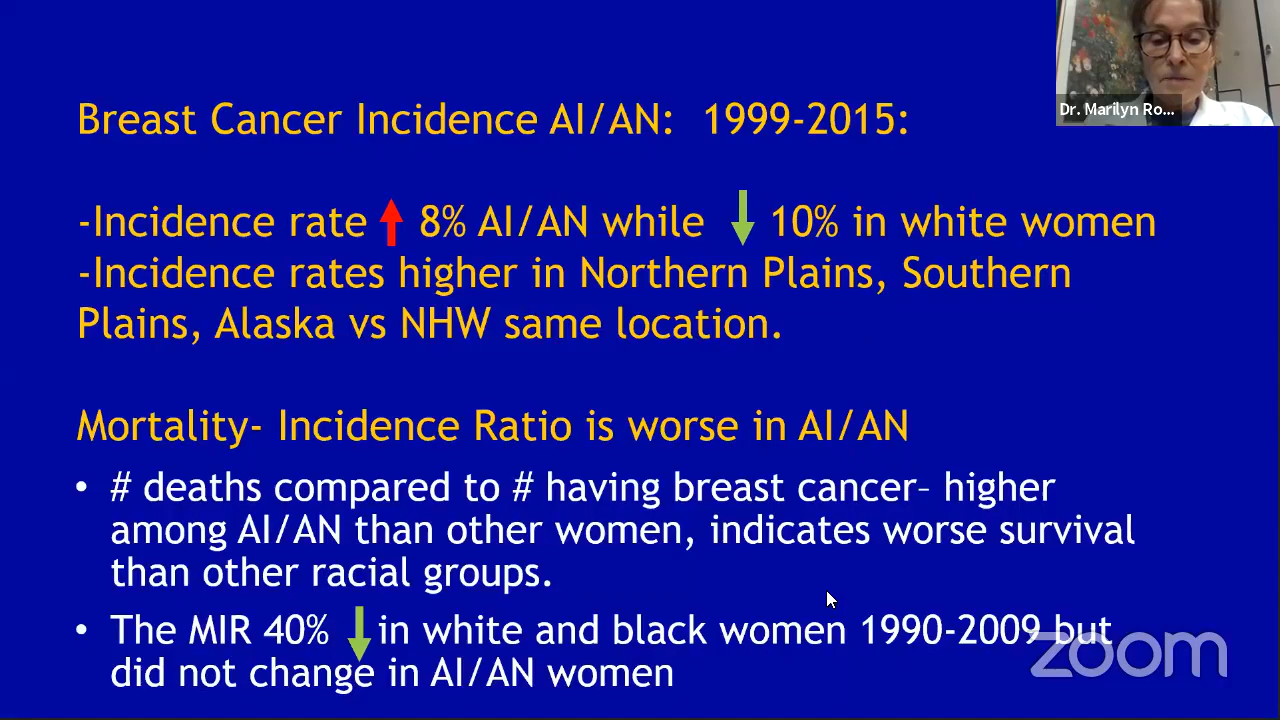 Dr. Marilyn Ro...
Breast Cancer Incidence AI/AN: 1999-2015:
-Incidence rate 8% AI/AN while 10% in white women
-Incidence rates higher in Northern Plains, Southern
Plains, Alaska vs NHW same location.
Mortality- Incidence Ratio is worse in AI/AN
• # deaths compared to # having breast cancer– higher
among AI/AN than other women, indicates worse survival
than other racial groups.
• The MIR 40% in white and black women 1990-2009 but
did not change in AI/AN women
zoom